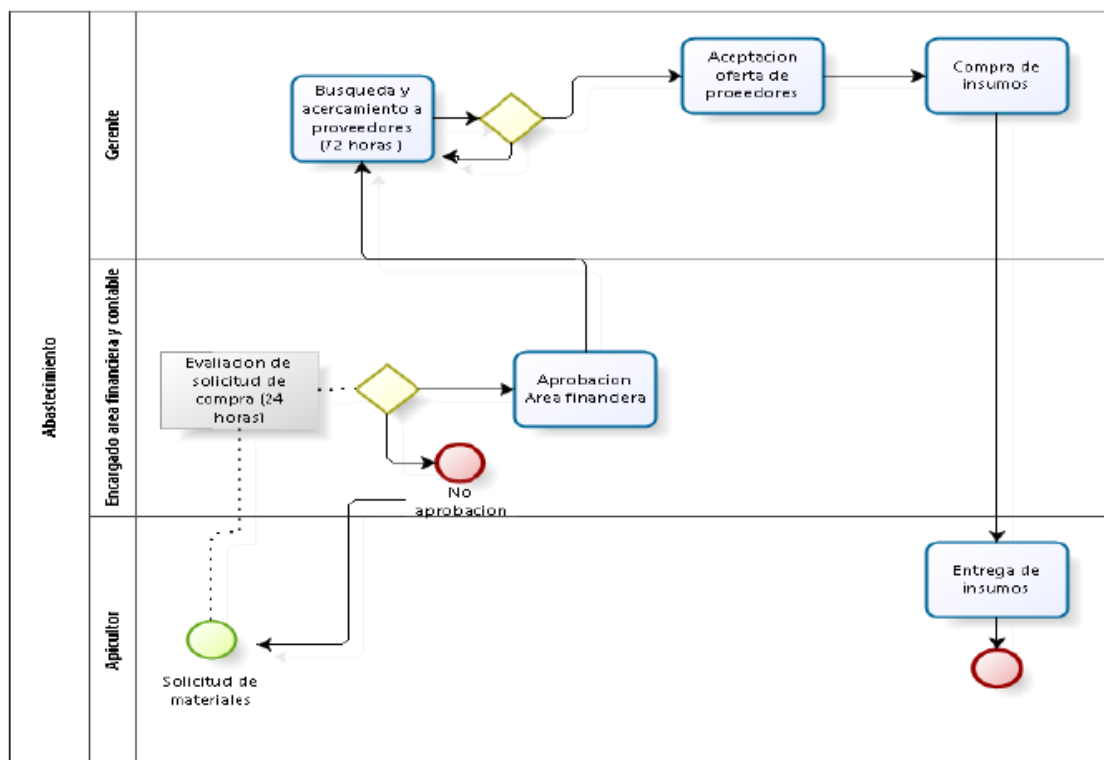 Abastecimiento
Gerente
Busqueda y
acercamiento a
proveedores
(72 horas )
Aceptacion
oferta de
proeedores
Compra de
insumos
Encargado area financiera y contable
Evaliacion de
solicitud de
compra (24
horas)
Aprobacion
Area financiera
No
aprobacion
Apicultor
Solicitud de
materiales
Entrega de
insumos